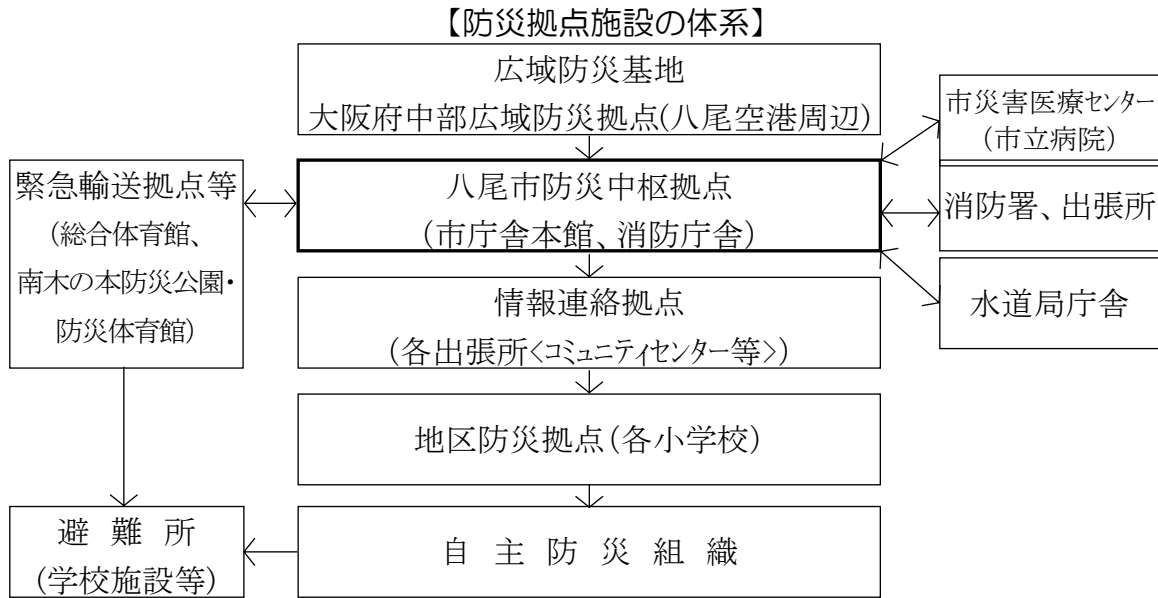 【防災拠点施設の体系】
広域防災基地
大阪府中部広域防災拠点(八尾空港周辺)
市災害医療センター
(市立病院)
緊急輸送拠点等
(総合体育館、
南木の本防災公園・
防災体育館)
八尾市防災中枢拠点
(市庁舎本館、消防庁舎)
消防署、出張所
情報連絡拠点
(各出張所<コミュニティセンター等>)
水道局庁舎
地区防災拠点(各小学校)
避 難 所
(学校施設等)
自 主 防 災 組 織